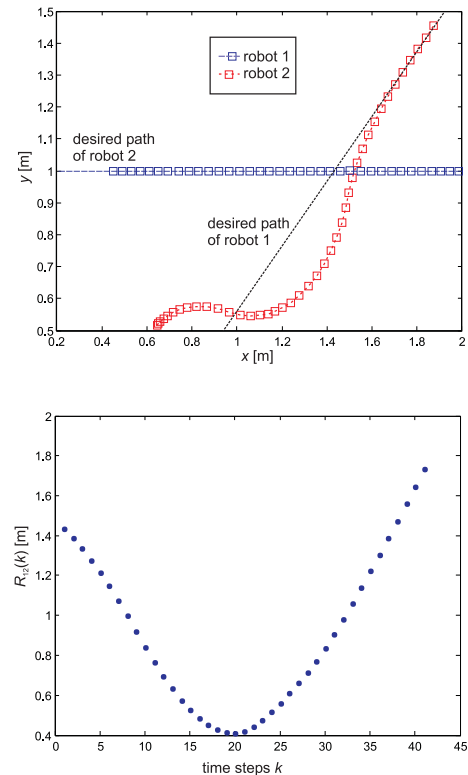 1.5
1.4
1.3
1.2
1.1
1
0.9
0.8
0.7
0.6
0.5
y [m]
robot 1
robot 2
desired path
of robot 2
desired path
of robot 1
0.2 0.4 0.6 0.8 1 1.2 1.4 1.6 1.8 2
x [m]
2
1.8
1.6
1.4
1.2
1
1.4
0.8
0.6
0.4
R₁₂(k) [m]
0 5 10 15 20 25 30 35 40 45
time steps k